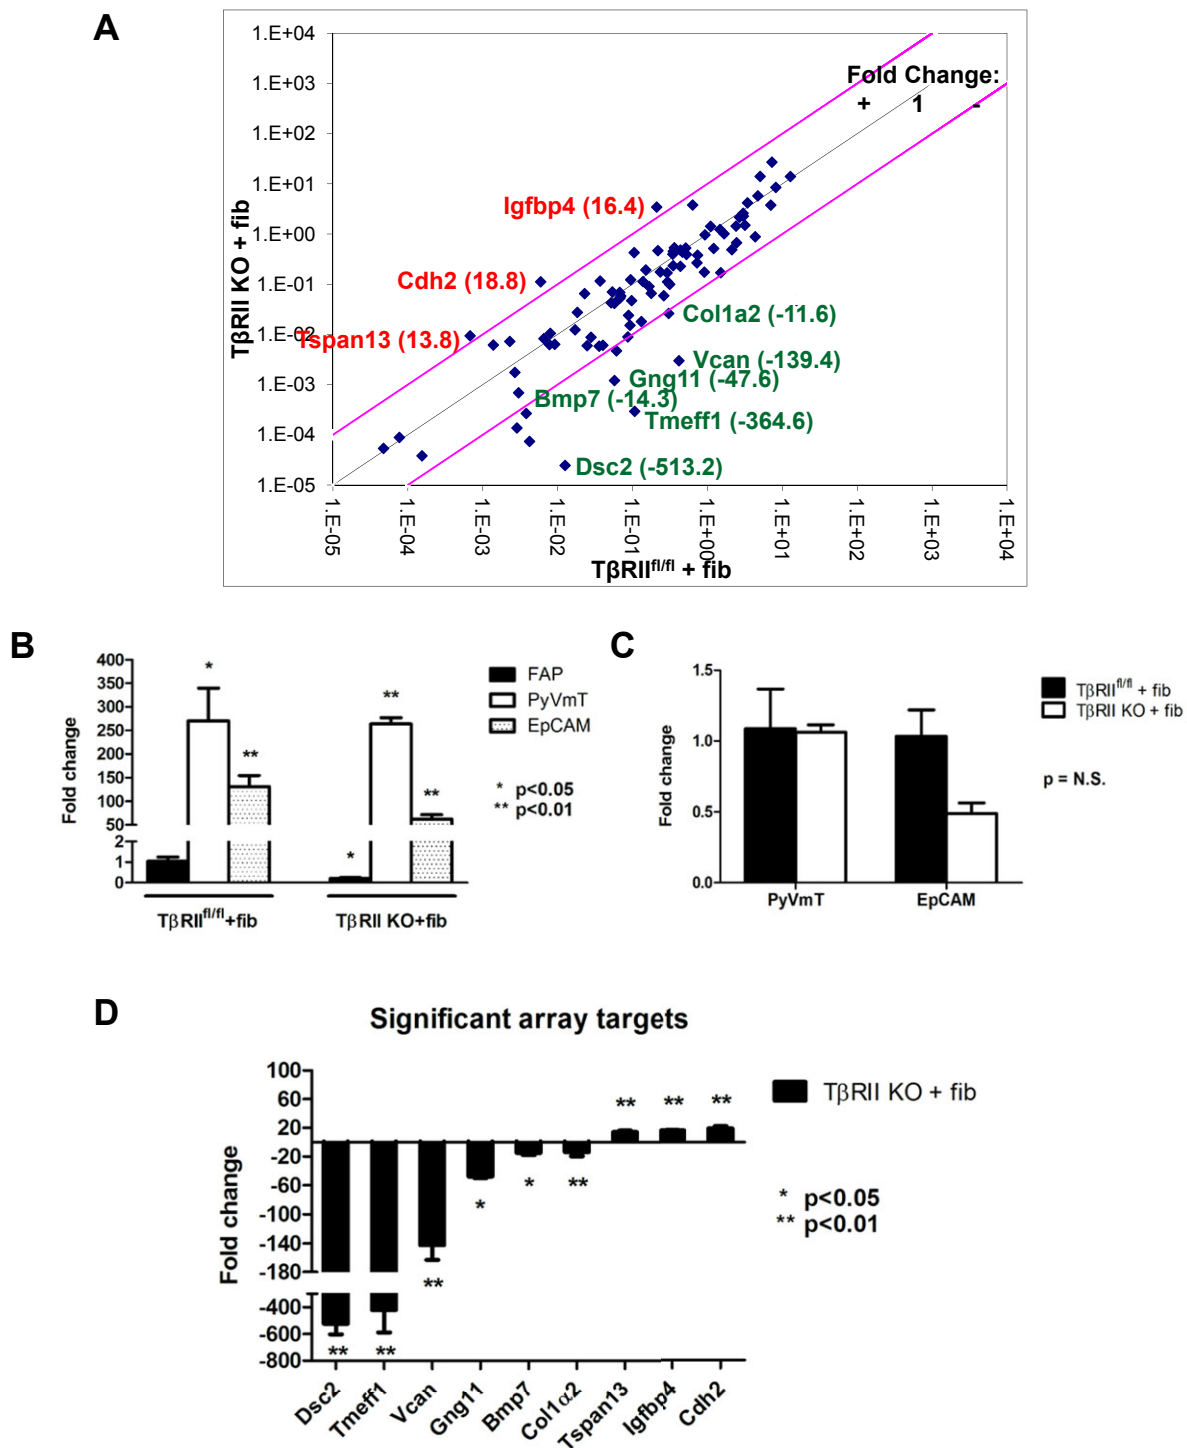 A
1.E+04
1.E+03
1.E+02
1.E+01
1.E+00
1.E-01
1.E-02
1.E-03
1.E-04
1.E-05
TβRII KO + fib
Fold Change:
+ 1 -
Igfbp4 (16.4)
Cdh2 (18.8)
Tspan13 (13.8)
Col1a2 (-11.6)
Vcan (-139.4)
Gng11 (-47.6)
Bmp7 (-14.3)
Tmeff1 (-364.6)
Dsc2 (-513.2)
1.E-05
1.E-04
1.E-03
1.E-02
1.E-01
1.E+00
1.E+01
1.E+02
1.E+03
1.E+04
TβRII^fl/fl + fib
B
400
350
300
250
200
150
100
50
2
1
0
Fold change
*
**
*
**
**
FAP
PyVmT
EpCAM
* p<0.05
** p<0.01
TβRII^fl/fl+fib
TβRII KO+fib
C
1.5
1.0
0.5
0.0
Fold change
PyVmT
EpCAM
TβRII^fl/fl + fib
TβRII KO + fib
p = N.S.
D
Significant array targets
100
60
20
-20
-60
-100
-140
-180
-400
-600
-800
Fold change
** ** **
* * **
**
** **
TβRII KO + fib
* p<0.05
** p<0.01
Dsc2
Tmeff1
Vcan
Gng11
Bmp7
Col1α2
Tspan13
Igfbp4
Cdh2